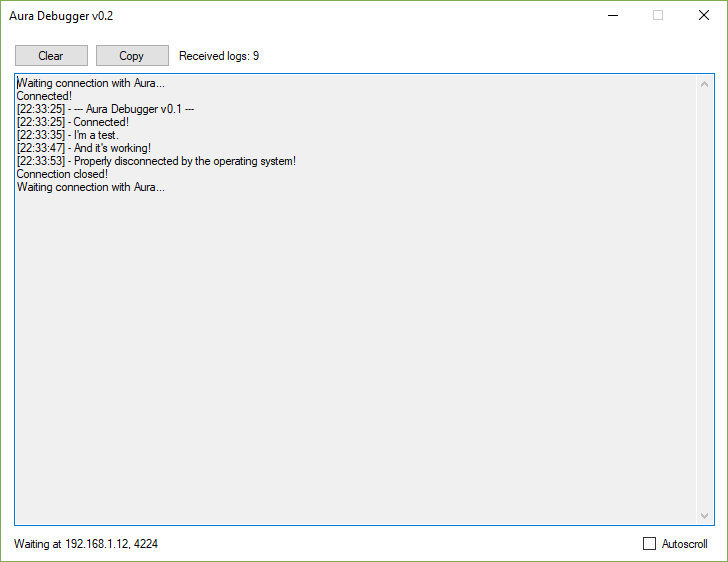 Aura Debugger v0.2
Clear
Copy
Received logs: 9
Waiting connection with Aura...
Connected!
[22:33:25] - --- Aura Debugger v0.1 ---
[22:33:25] - Connected!
[22:33:35] - I'm a test.
[22:33:47] - And it's working!
[22:33:53] - Properly disconnected by the operating system!
Connection closed!
Waiting connection with Aura...
Waiting at 192.168.1.12, 4224
Autoscroll